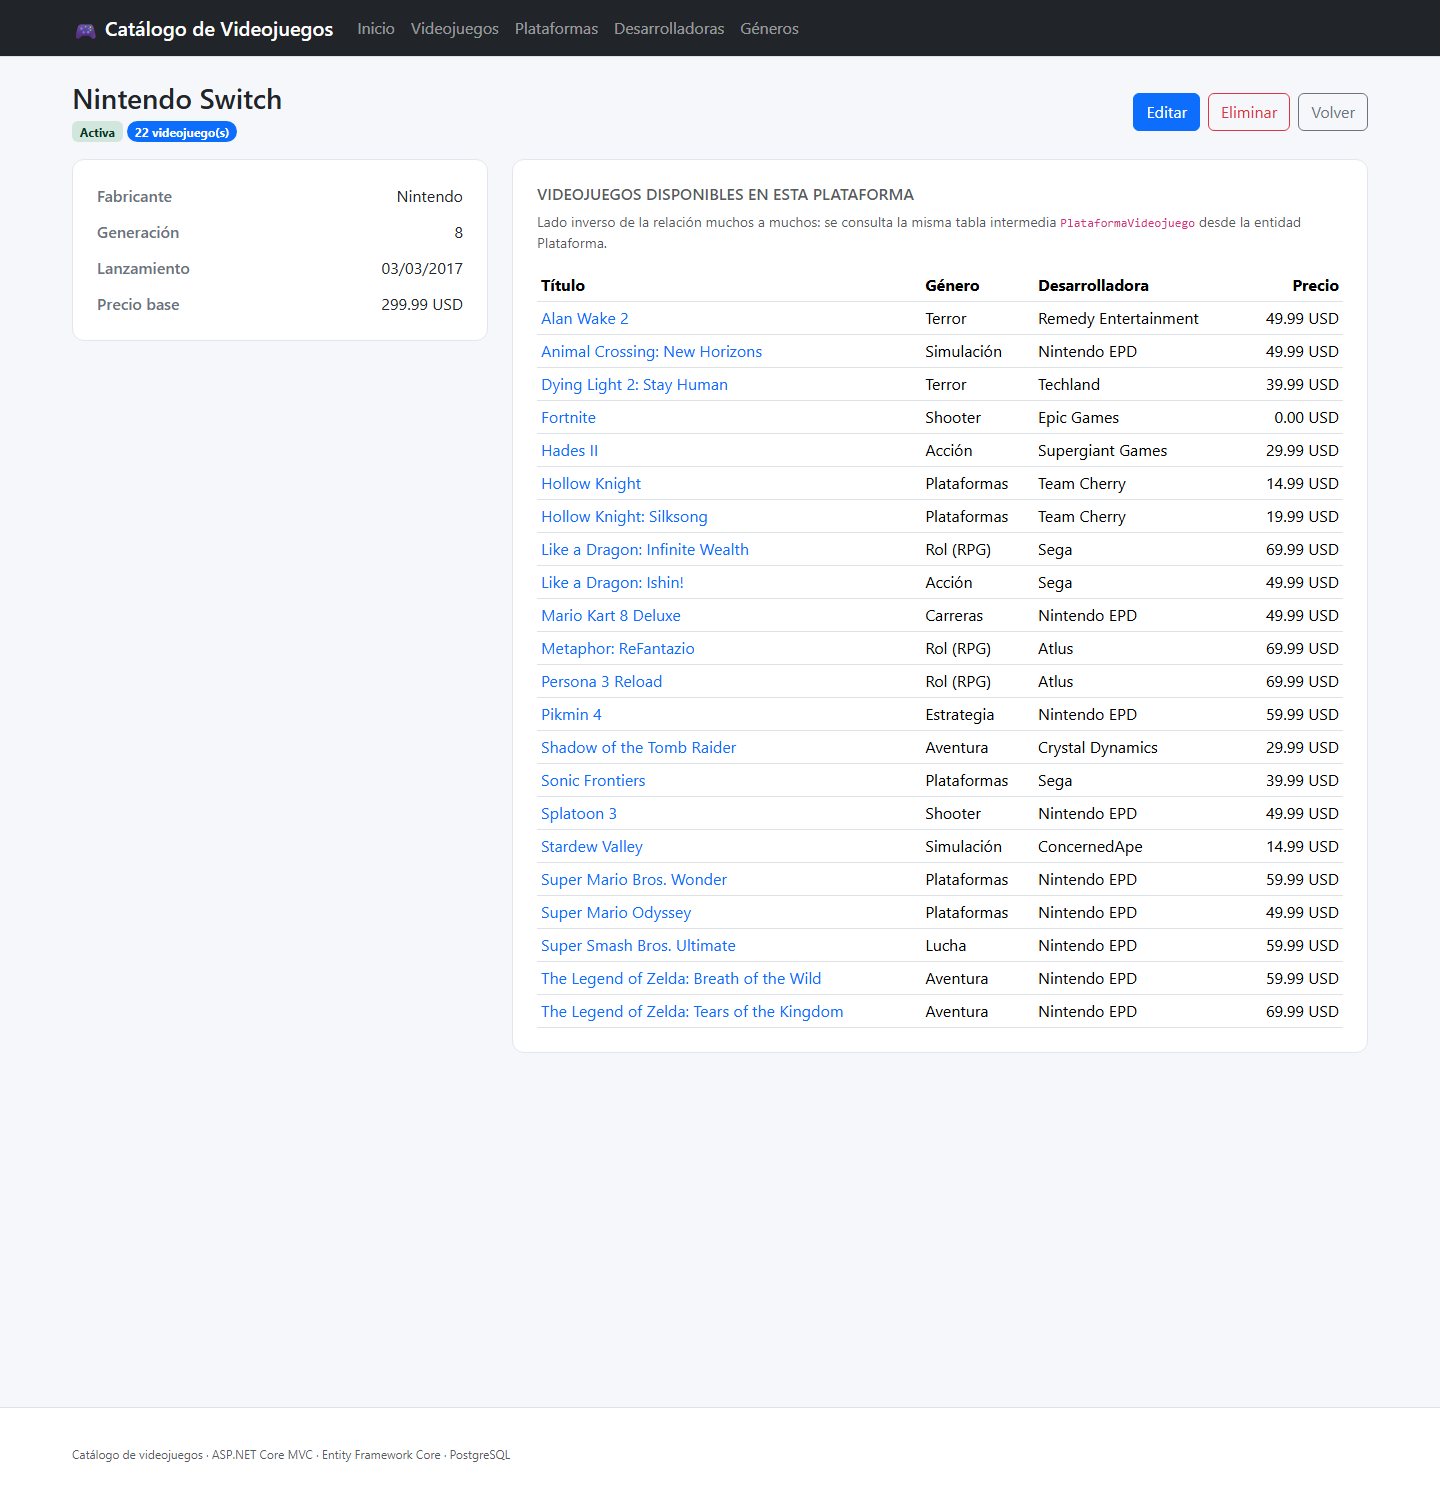 Catálogo de Videojuegos Inicio Videojuegos Plataformas Desarrolladoras Géneros
Nintendo Switch
Activa 22 videojuego(s)
Editar Eliminar Volver
Fabricante Nintendo
Generación 8
Lanzamiento 03/03/2017
Precio base 299.99 USD
VIDEOJUEGOS DISPONIBLES EN ESTA PLATAFORMA
Lado inverso de la relación muchos a muchos: se consulta la misma tabla intermedia PlataformaVideojuego desde la entidad
Plataforma.
Título Género Desarrolladora Precio
Alan Wake 2 Terror Remedy Entertainment 49.99 USD
Animal Crossing: New Horizons Simulación Nintendo EPD 49.99 USD
Dying Light 2: Stay Human Terror Techland 39.99 USD
Fortnite Shooter Epic Games 0.00 USD
Hades II Acción Supergiant Games 29.99 USD
Hollow Knight Plataformas Team Cherry 14.99 USD
Hollow Knight: Silksong Plataformas Team Cherry 19.99 USD
Like a Dragon: Infinite Wealth Rol (RPG) Sega 69.99 USD
Like a Dragon: Ishin! Acción Sega 49.99 USD
Mario Kart 8 Deluxe Carreras Nintendo EPD 49.99 USD
Metaphor: ReFantazio Rol (RPG) Atlus 69.99 USD
Persona 3 Reload Rol (RPG) Atlus 69.99 USD
Pikmin 4 Estrategia Nintendo EPD 59.99 USD
Shadow of the Tomb Raider Aventura Crystal Dynamics 29.99 USD
Sonic Frontiers Plataformas Sega 39.99 USD
Splatoon 3 Shooter Nintendo EPD 49.99 USD
Stardew Valley Simulación ConcernedApe 14.99 USD
Super Mario Bros. Wonder Plataformas Nintendo EPD 59.99 USD
Super Mario Odyssey Plataformas Nintendo EPD 49.99 USD
Super Smash Bros. Ultimate Lucha Nintendo EPD 59.99 USD
The Legend of Zelda: Breath of the Wild Aventura Nintendo EPD 59.99 USD
The Legend of Zelda: Tears of the Kingdom Aventura Nintendo EPD 69.99 USD
Catálogo de videojuegos · ASP.NET Core MVC · Entity Framework Core · PostgreSQL